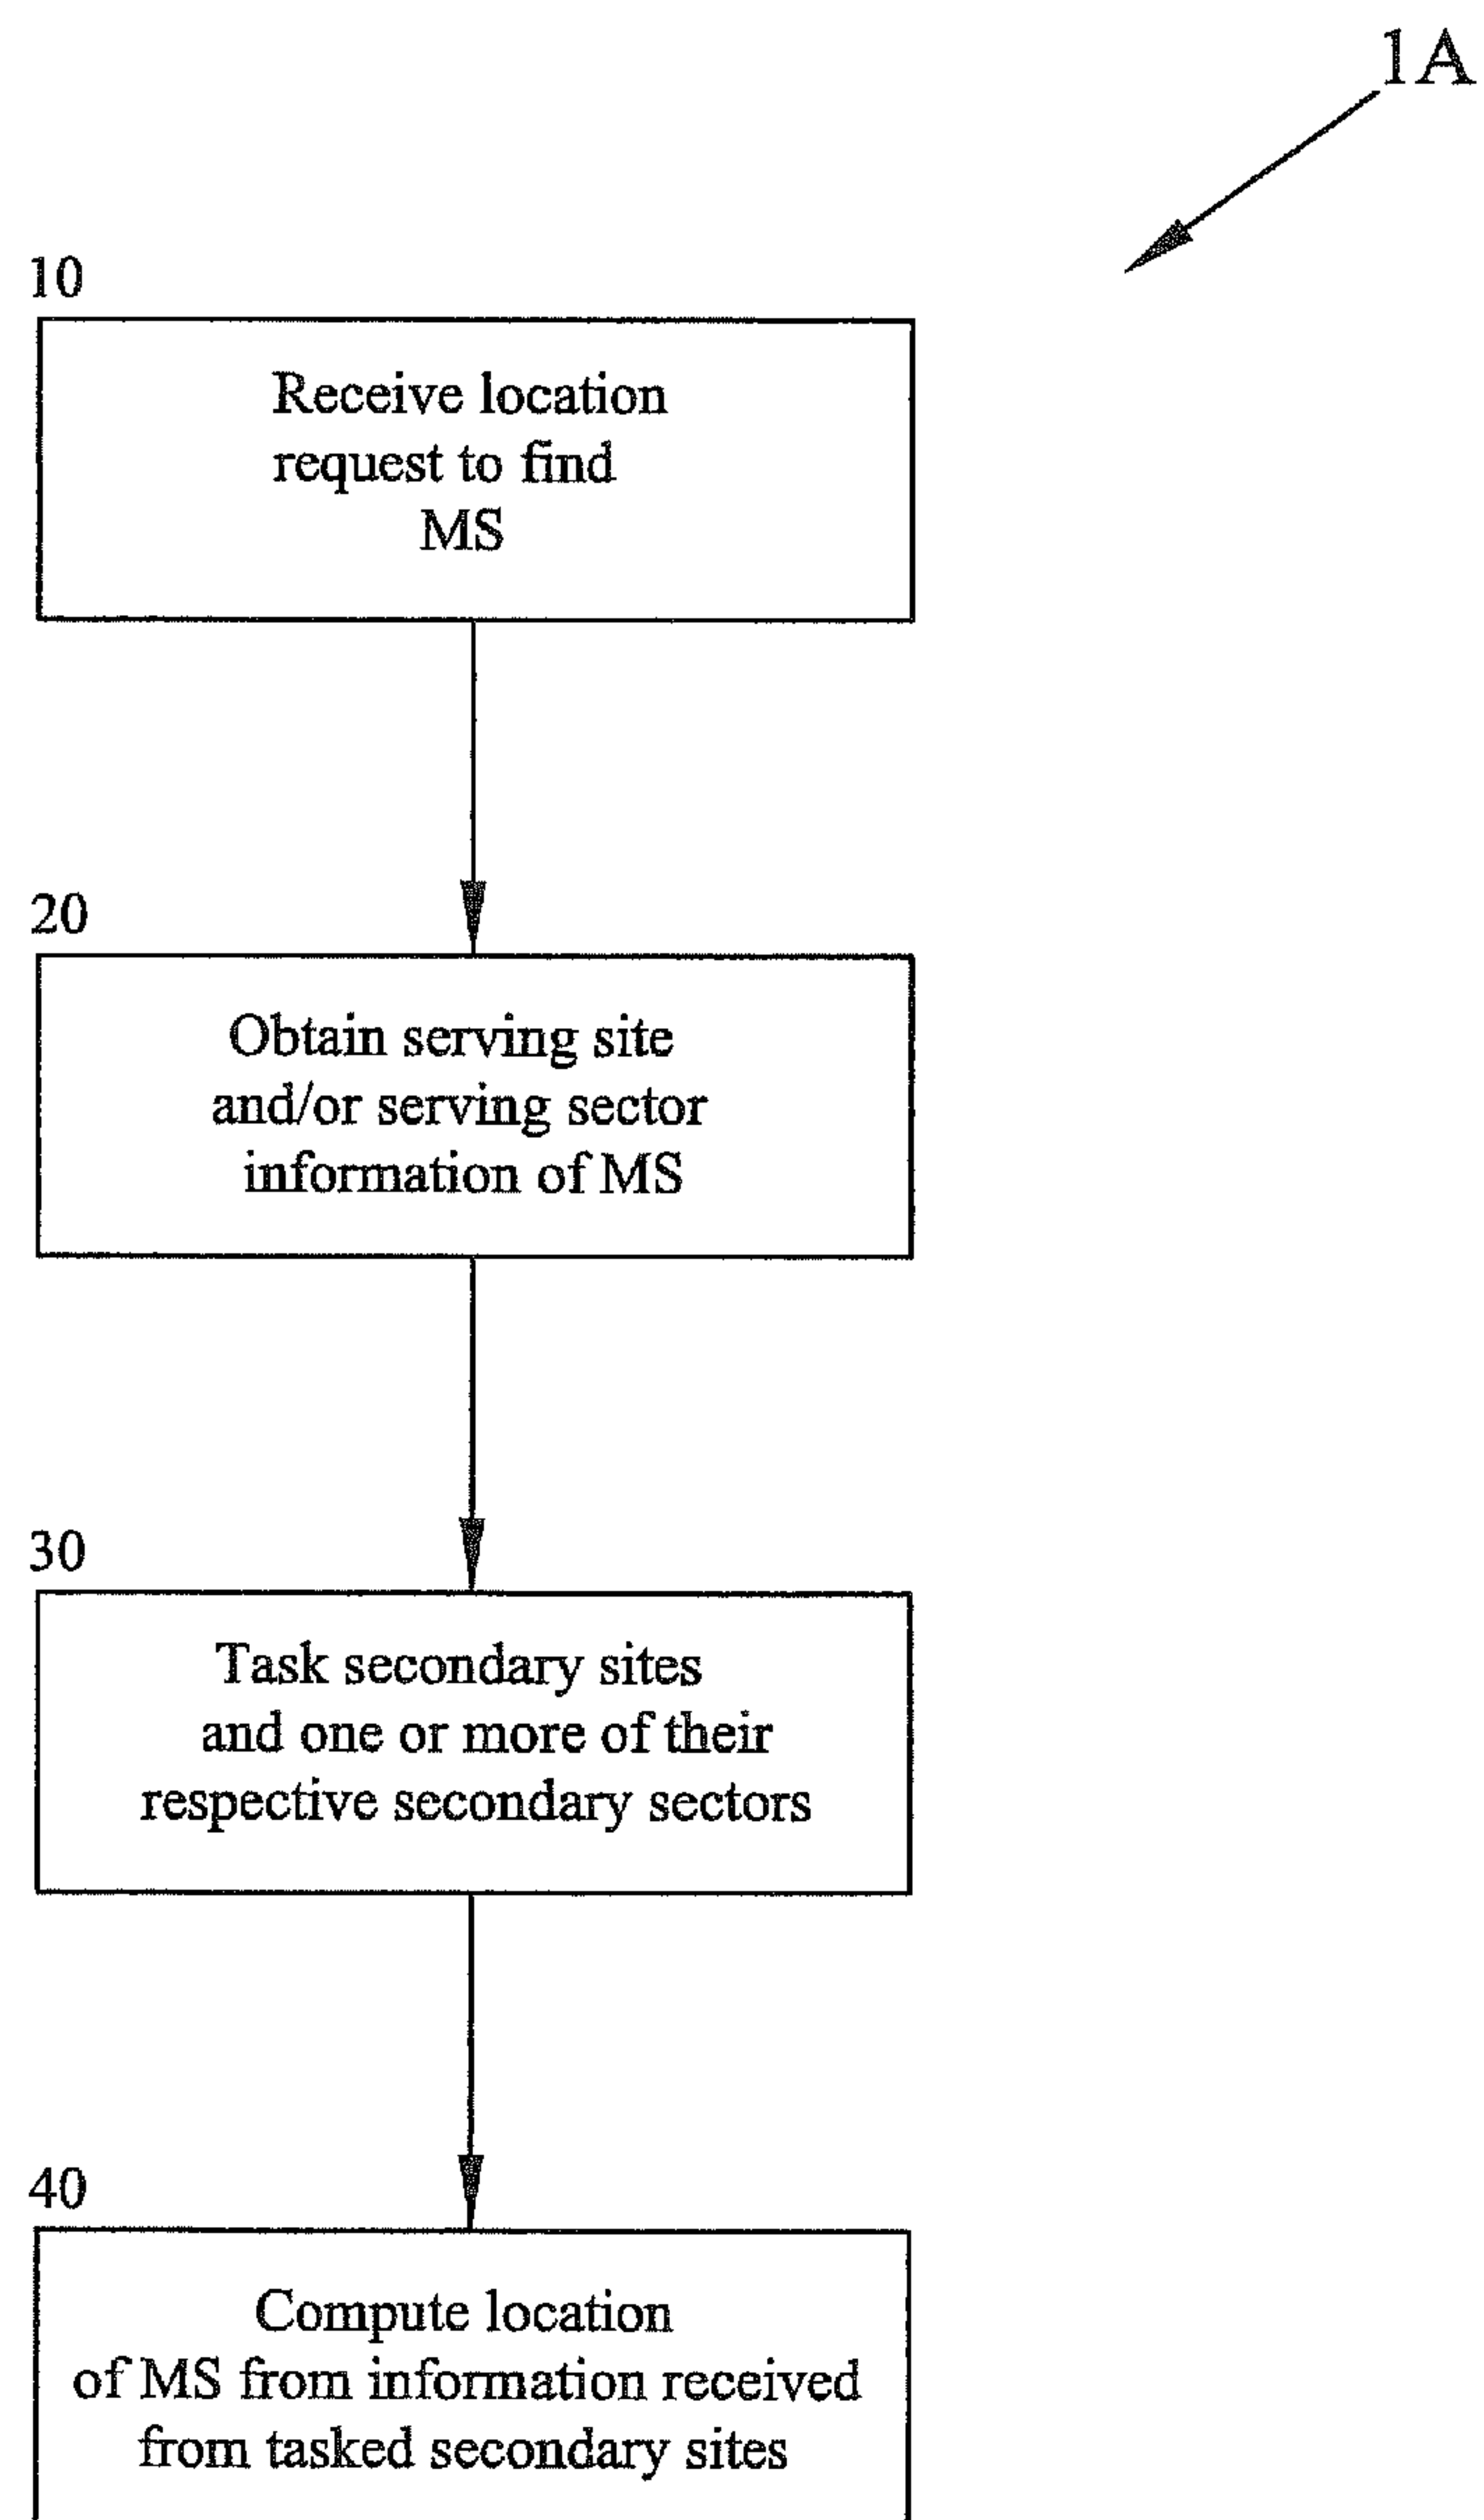 1A
10
Receive location
request to find
MS
20
Obtain serving site
and/or serving sector
information of MS
30
Task secondary sites
and one or more of their
respective secondary sectors
40
Compute location
of MS from information received
from tasked secondary sites